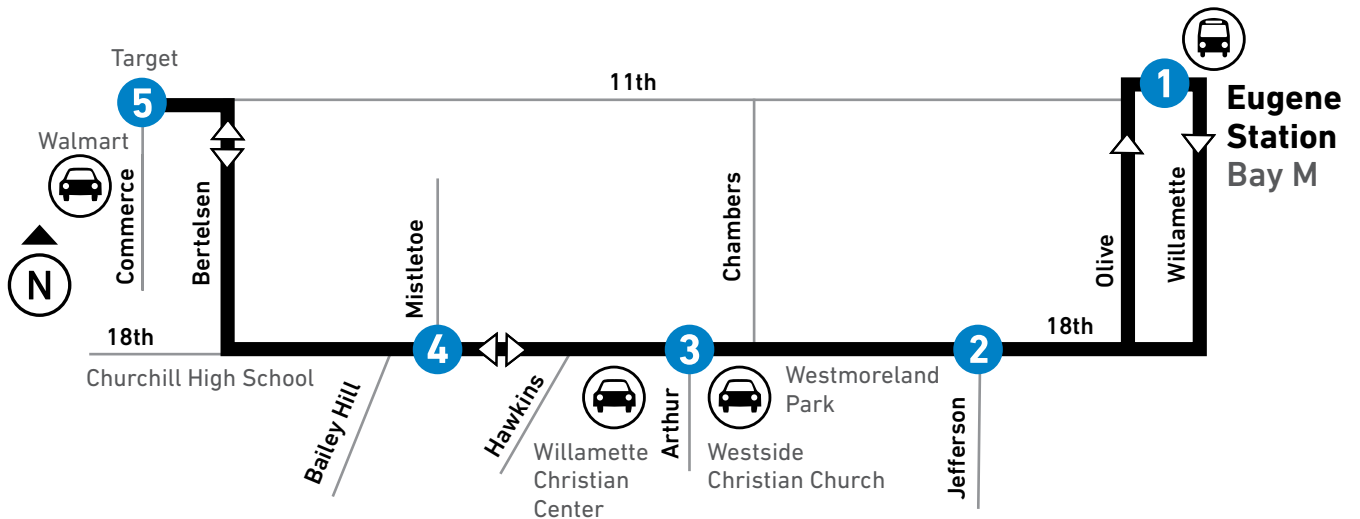 Target
5
11th
1
Eugene
Station
Bay M
Walmart
Commerce
Bertelsen
Mistletoe
Chambers
Olive
Willamette
N
18th
4
3
2
18th
Churchill High School
Bailey Hill
Hawkins
Willamette
Christian
Center
Arthur
Westmoreland
Park
Westside
Christian Church
Jefferson